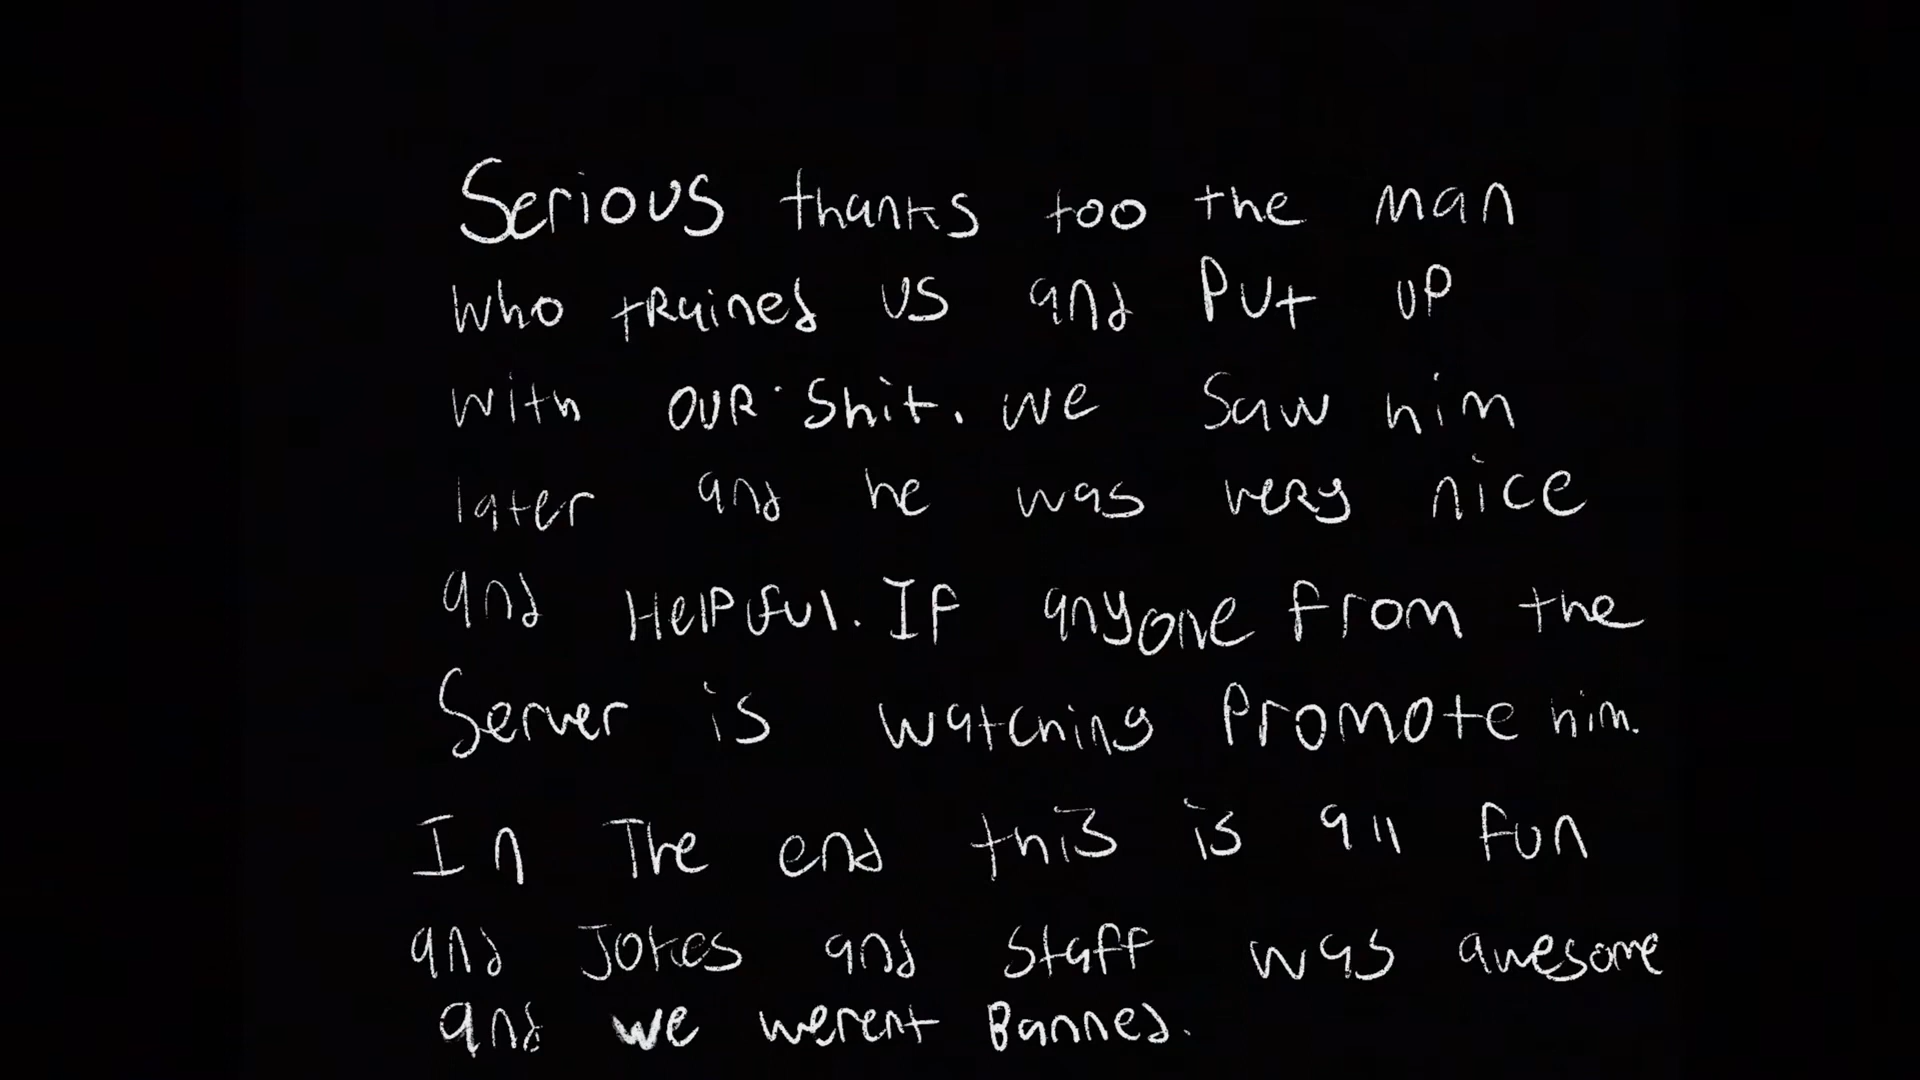 Serious thanks too the man
who tRained US and Put UP
with OUR shit. we Saw him
later and he was veRy nice
and HelPful. If anyone from the
Server is watching Promote him.
In The end this is all fun
and Jokes and staff was awesome
and we werent Banned.